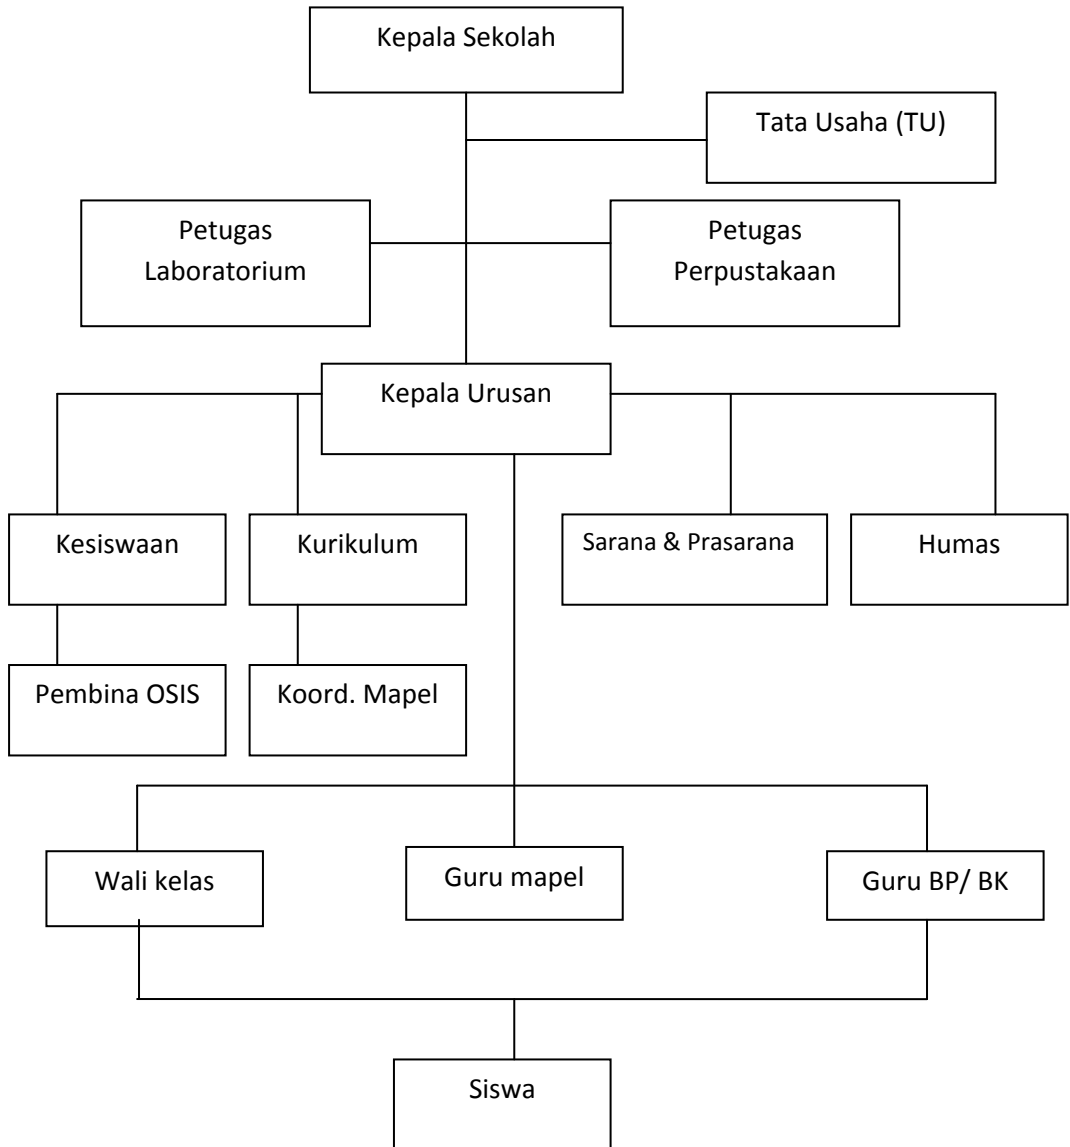 Kepala Sekolah
Tata Usaha (TU)
Petugas
Laboratorium
Petugas
Perpustakaan
Kepala Urusan
Kesiswaan
Kurikulum
Sarana & Prasarana
Humas
Pembina OSIS
Koord. Mapel
Wali kelas
Guru mapel
Guru BP/ BK
Siswa